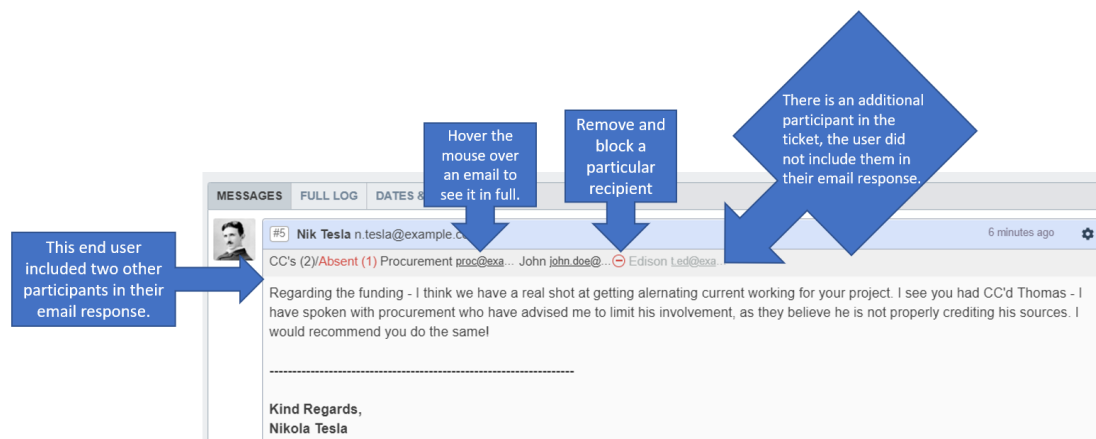 There is an additional
participant in the
ticket, the user did
not include them in
their email response.
Remove and
block a
particular
recipient
Hover the
mouse over
an email to
see it in full.
This end user
included two other
participants in their
email response.
MESSAGES FULL LOG DATES &
#5 Nik Tesla n.tesla@example.c 6 minutes ago
CC's (2)/Absent (1) Procurement proc@exa... John john.doe@... Edison t.ed@exa...
Regarding the funding - I think we have a real shot at getting alernating current working for your project. I see you had CC'd Thomas - I
have spoken with procurement who have advised me to limit his involvement, as they believe he is not properly crediting his sources. I
would recommend you do the same!
--------------------------------------------------------------------
Kind Regards,
Nikola Tesla